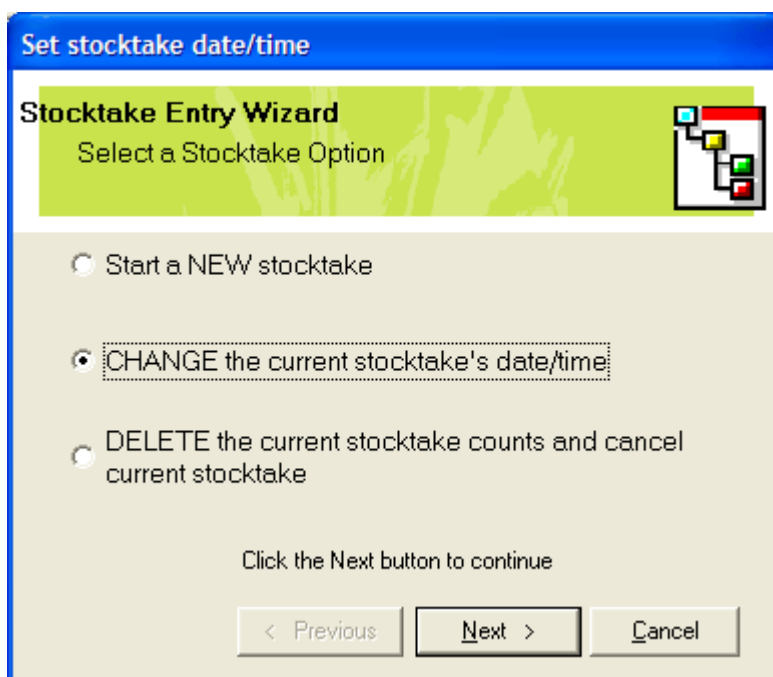 Set stocktake date/time
Stocktake Entry Wizard
Select a Stocktake Option
Start a NEW stocktake
CHANGE the current stocktake's date/time
DELETE the current stocktake counts and cancel
current stocktake
Click the Next button to continue
< Previous
Next >
Cancel